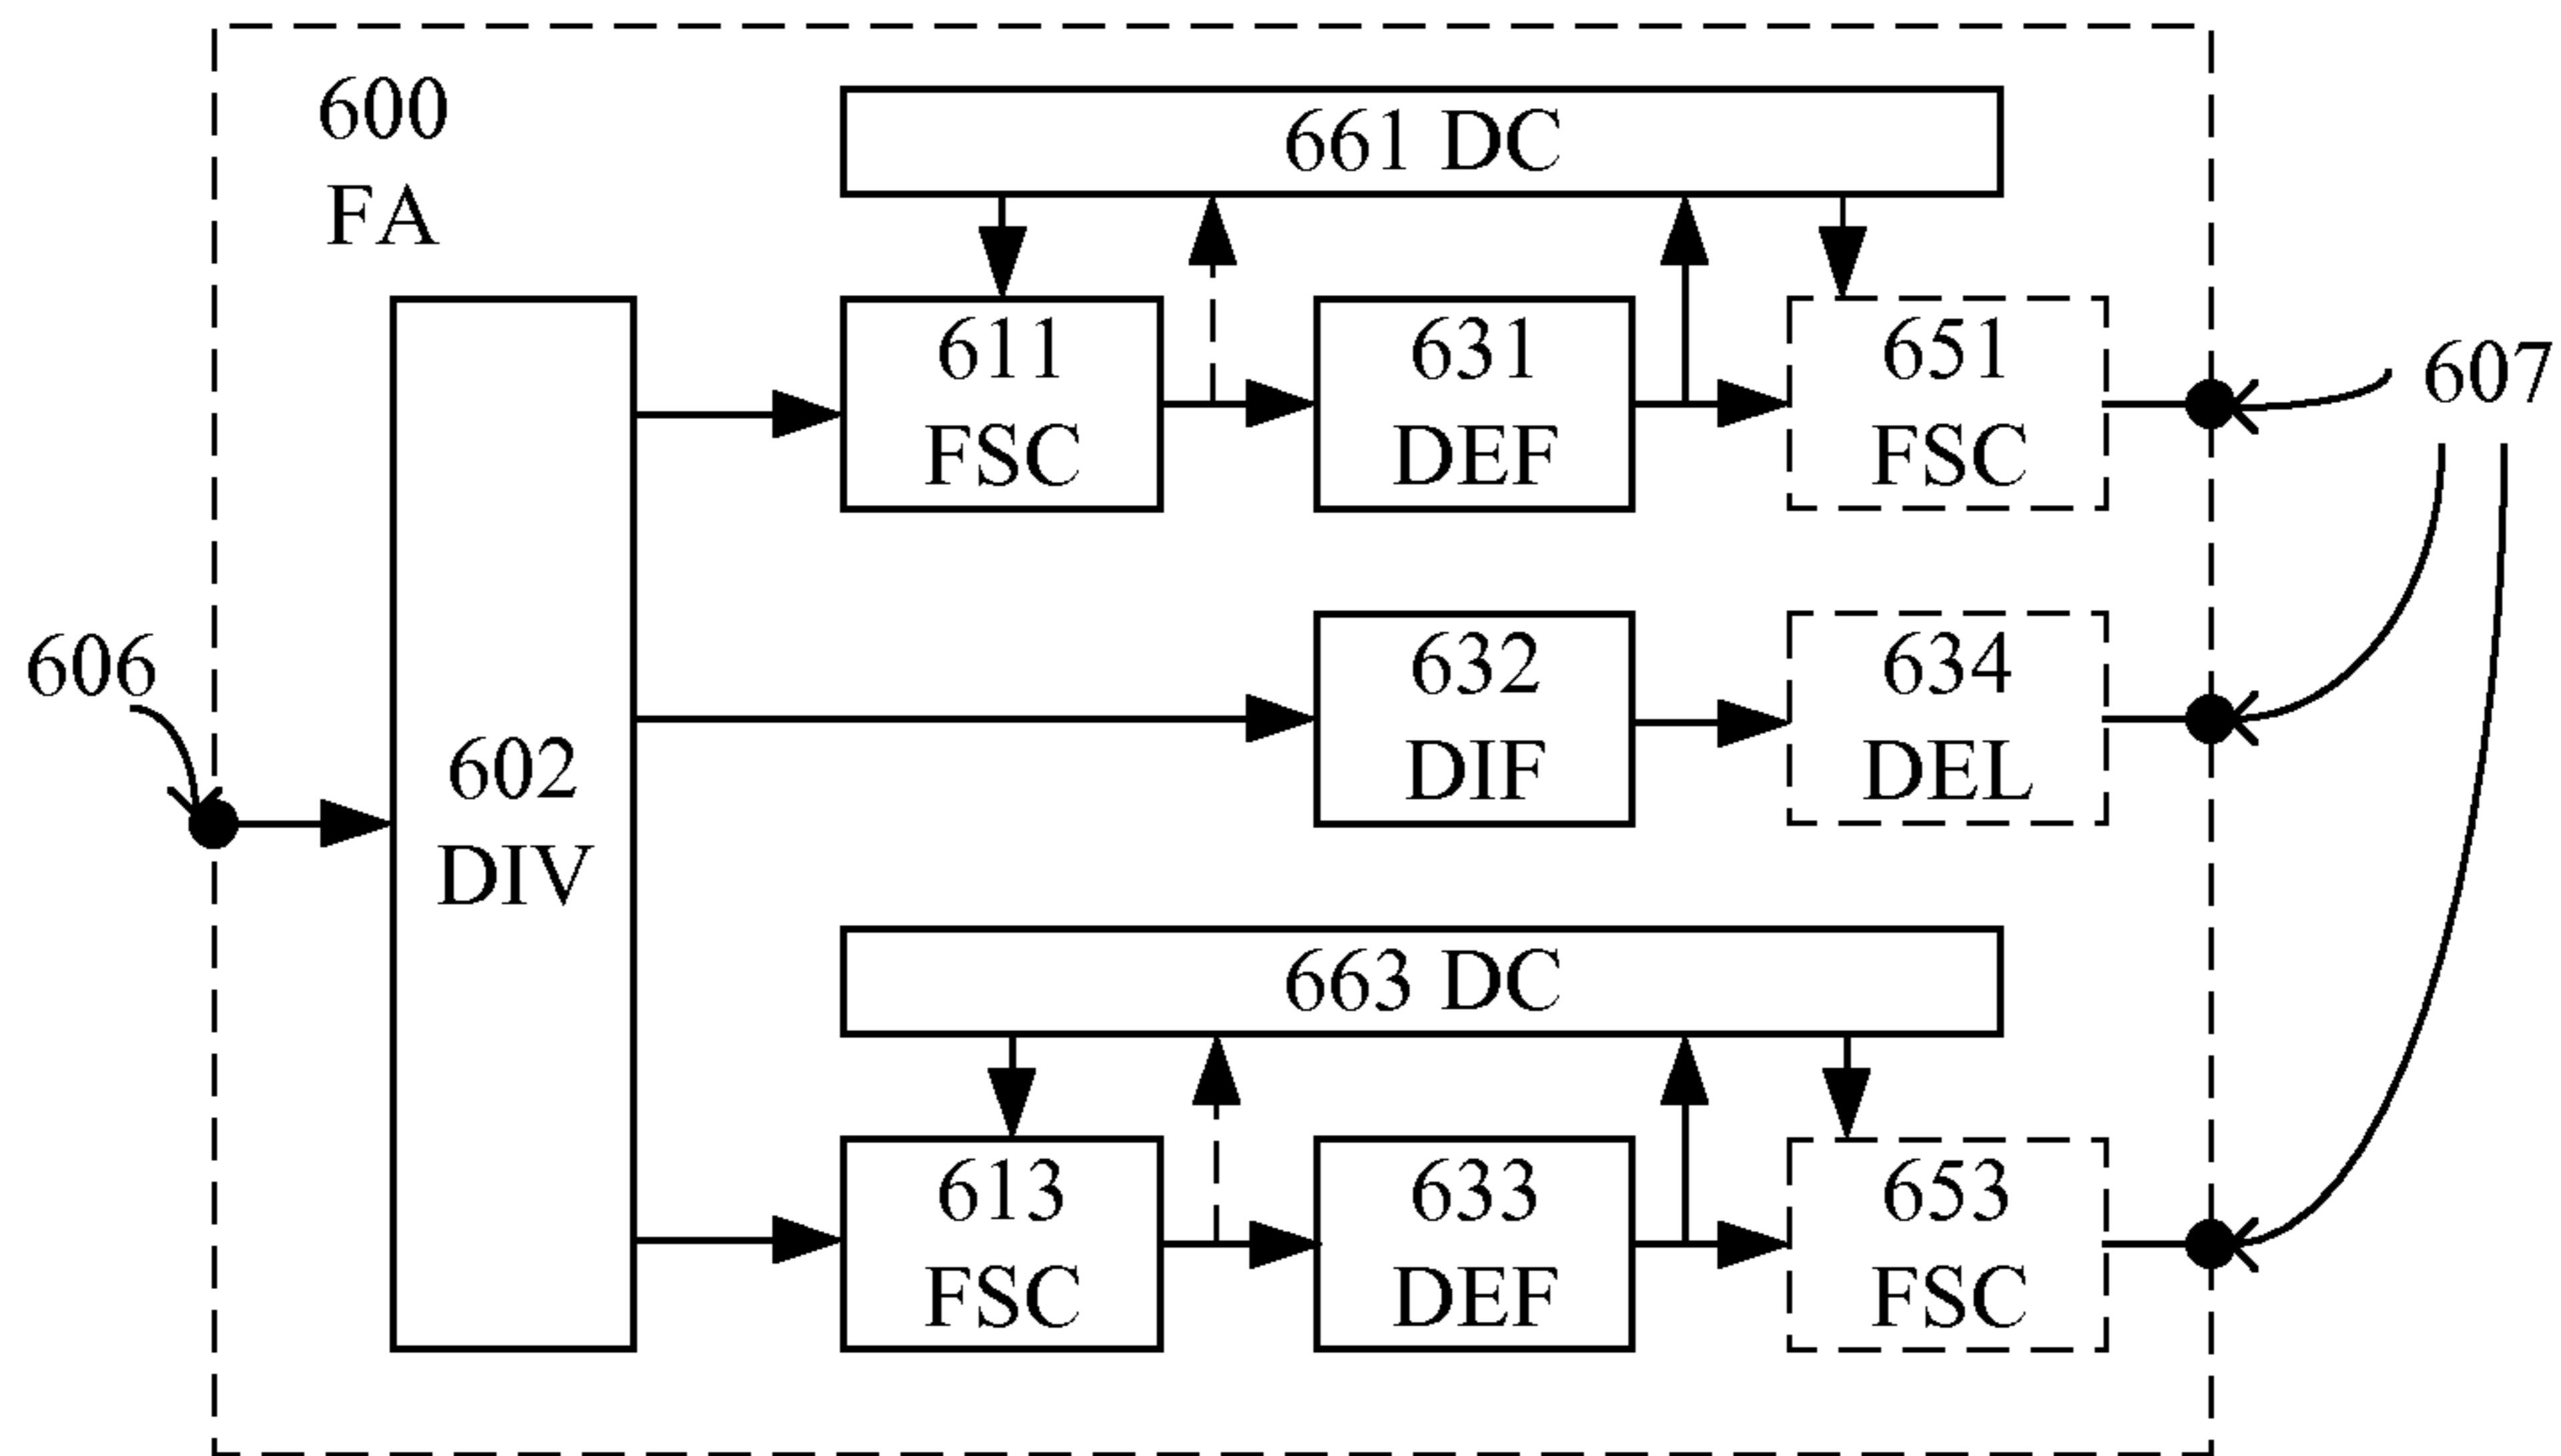 600
FA
661 DC
611
FSC
631
DEF
651
FSC
607
606
602
DIV
632
DIF
634
DEL
663 DC
613
FSC
633
DEF
653
FSC